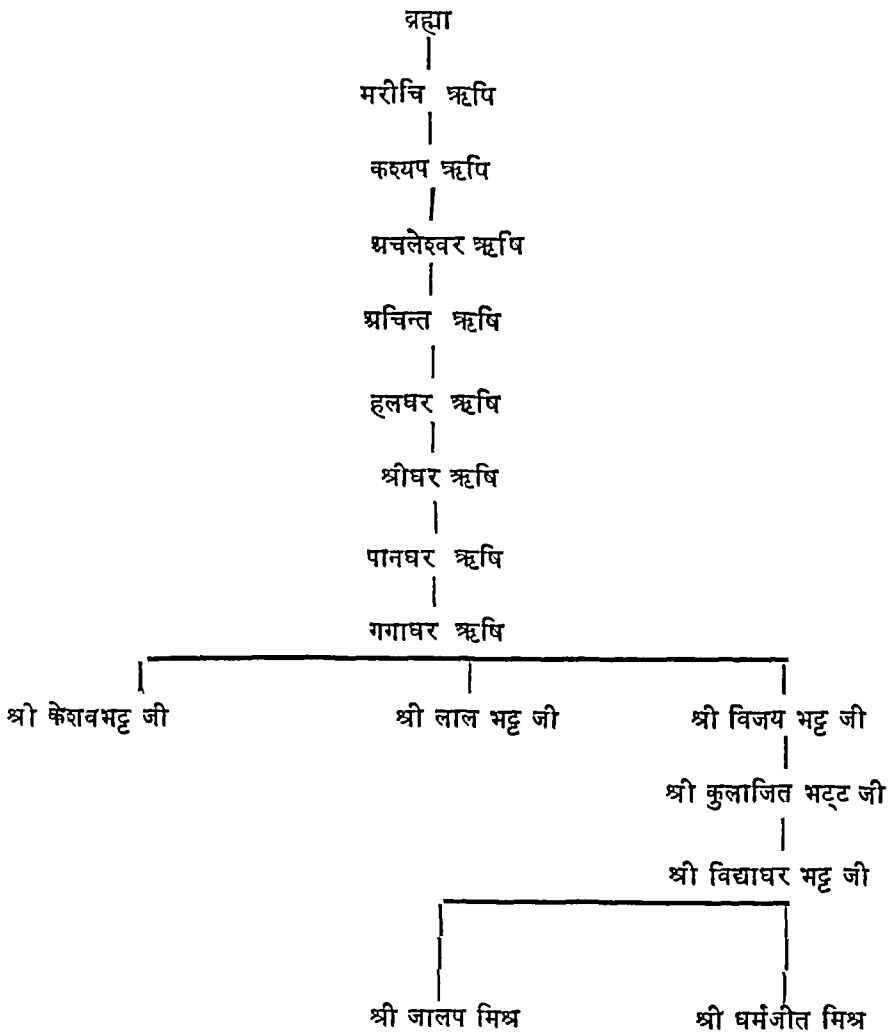 ब्रह्मा
मरीचि ऋषि
कश्यप ऋषि
अचलेश्वर ऋषि
अचिन्त ऋषि
हलधर ऋषि
श्रीधर ऋषि
पानधर ऋषि
गगाधर ऋषि
श्री केशवभट्ट जी श्री लाल भट्ट जी श्री विजय भट्ट जी
श्री कुलाजित भट्ट जी
श्री विद्याधर भट्ट जी
श्री जालप मिश्र श्री धर्मजीत मिश्र